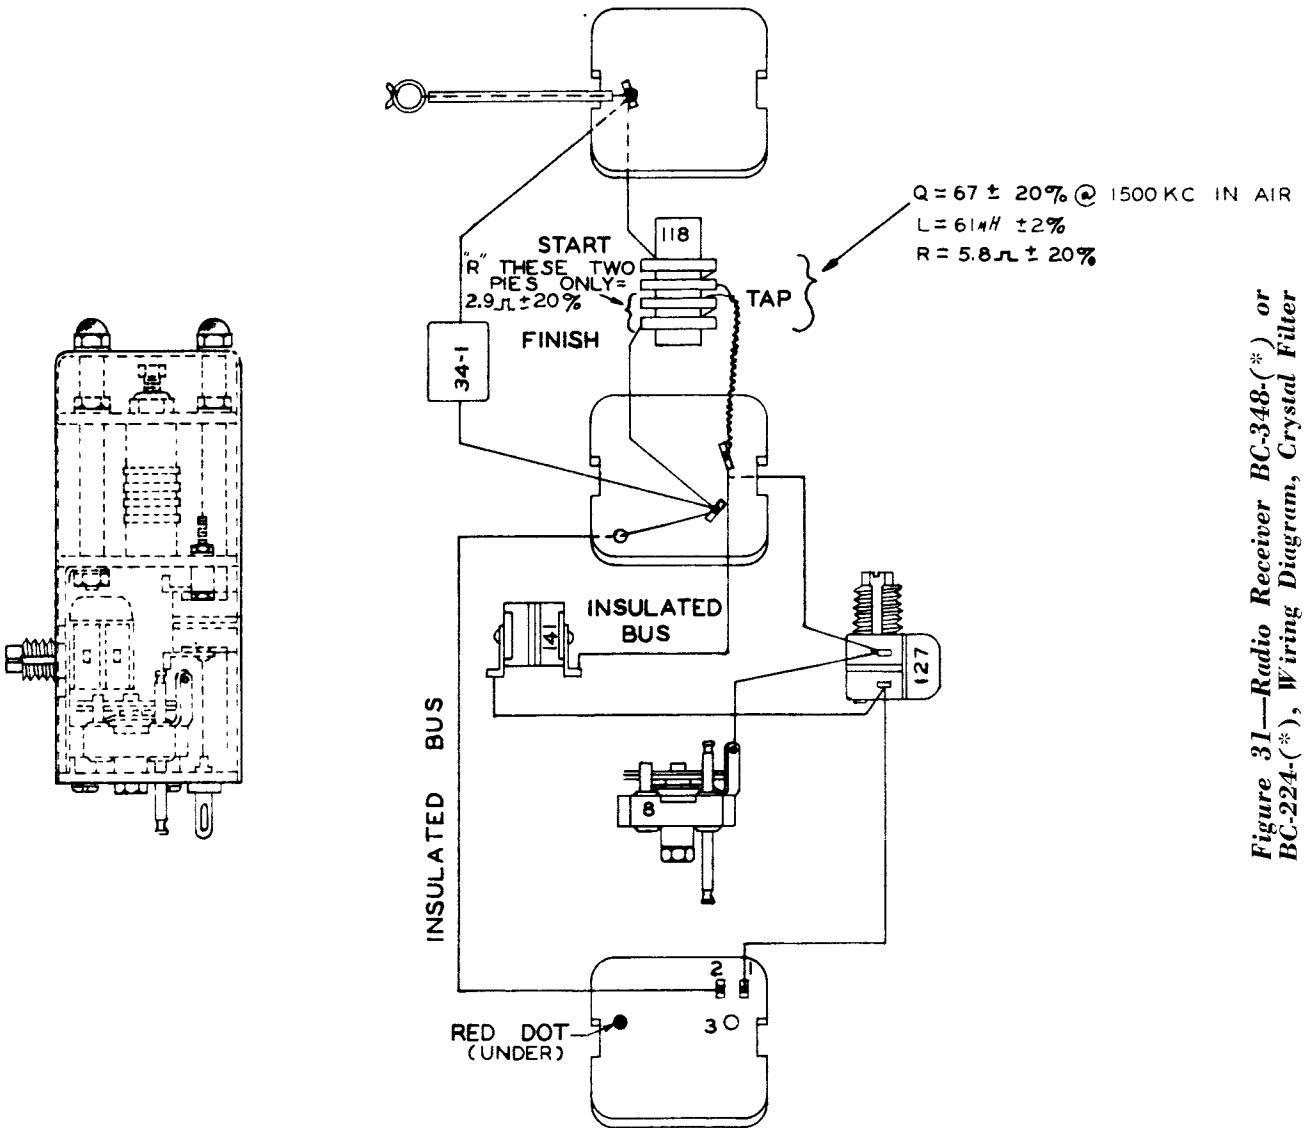 Q = 67 ± 20% @ 1500 KC IN AIR
L = 61μH ±2%
R = 5.8 Ω ± 20%
118
START
"R" THESE TWO
PIES ONLY=
2.9 Ω ±20%
FINISH
TAP
34-1
INSULATED
BUS
141
127
INSULATED BUS
8
2 1
3
RED DOT
(UNDER)
Figure 31—Radio Receiver BC-348-(*) or
BC-224-(*), Wiring Diagram, Crystal Filter